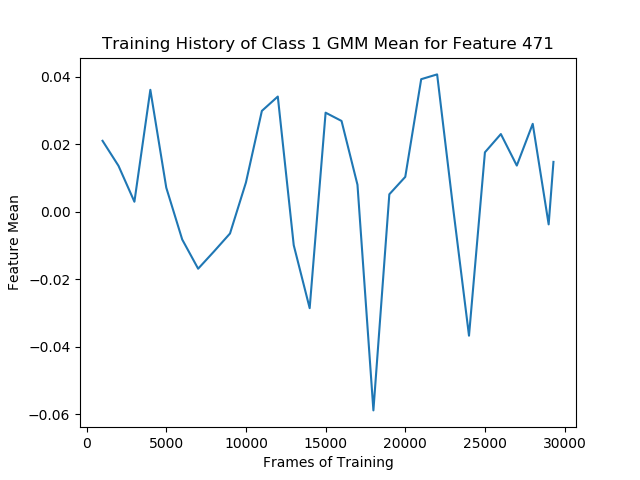 Training History of Class 1 GMM Mean for Feature 471
0.04
0.02
0.00
−0.02
−0.04
−0.06
Feature Mean
0 5000 10000 15000 20000 25000 30000
Frames of Training